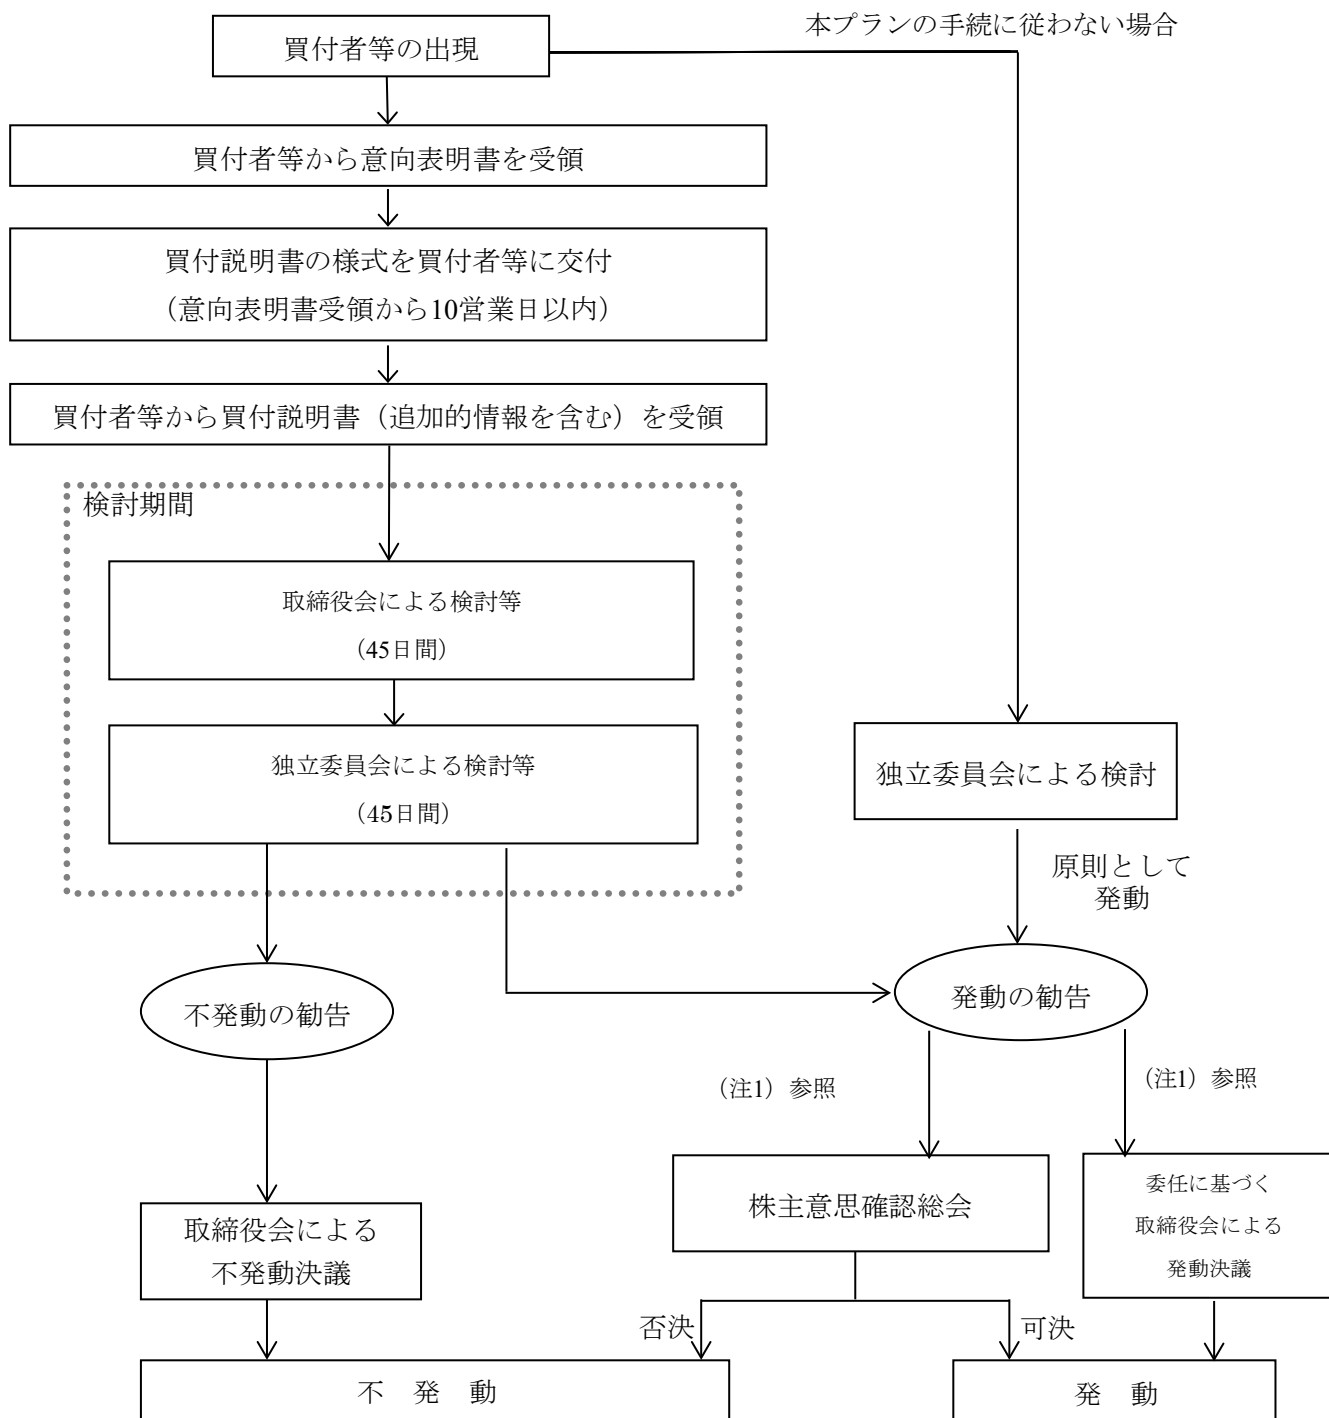 本プランの手続に従わない場合
買付者等の出現
買付者等から意向表明書を受領
買付説明書の様式を買付者等に交付
（意向表明書受領から10営業日以内）
買付者等から買付説明書（追加的情報を含む）を受領
検討期間
取締役会による検討等
（45日間）
独立委員会による検討等
（45日間）
独立委員会による検討
原則として
発動
不発動の勧告
発動の勧告
（注1）参照
（注1）参照
株主意思確認総会
委任に基づく
取締役会による
発動決議
取締役会による
不発動決議
否決
可決
不　発　動
発　動